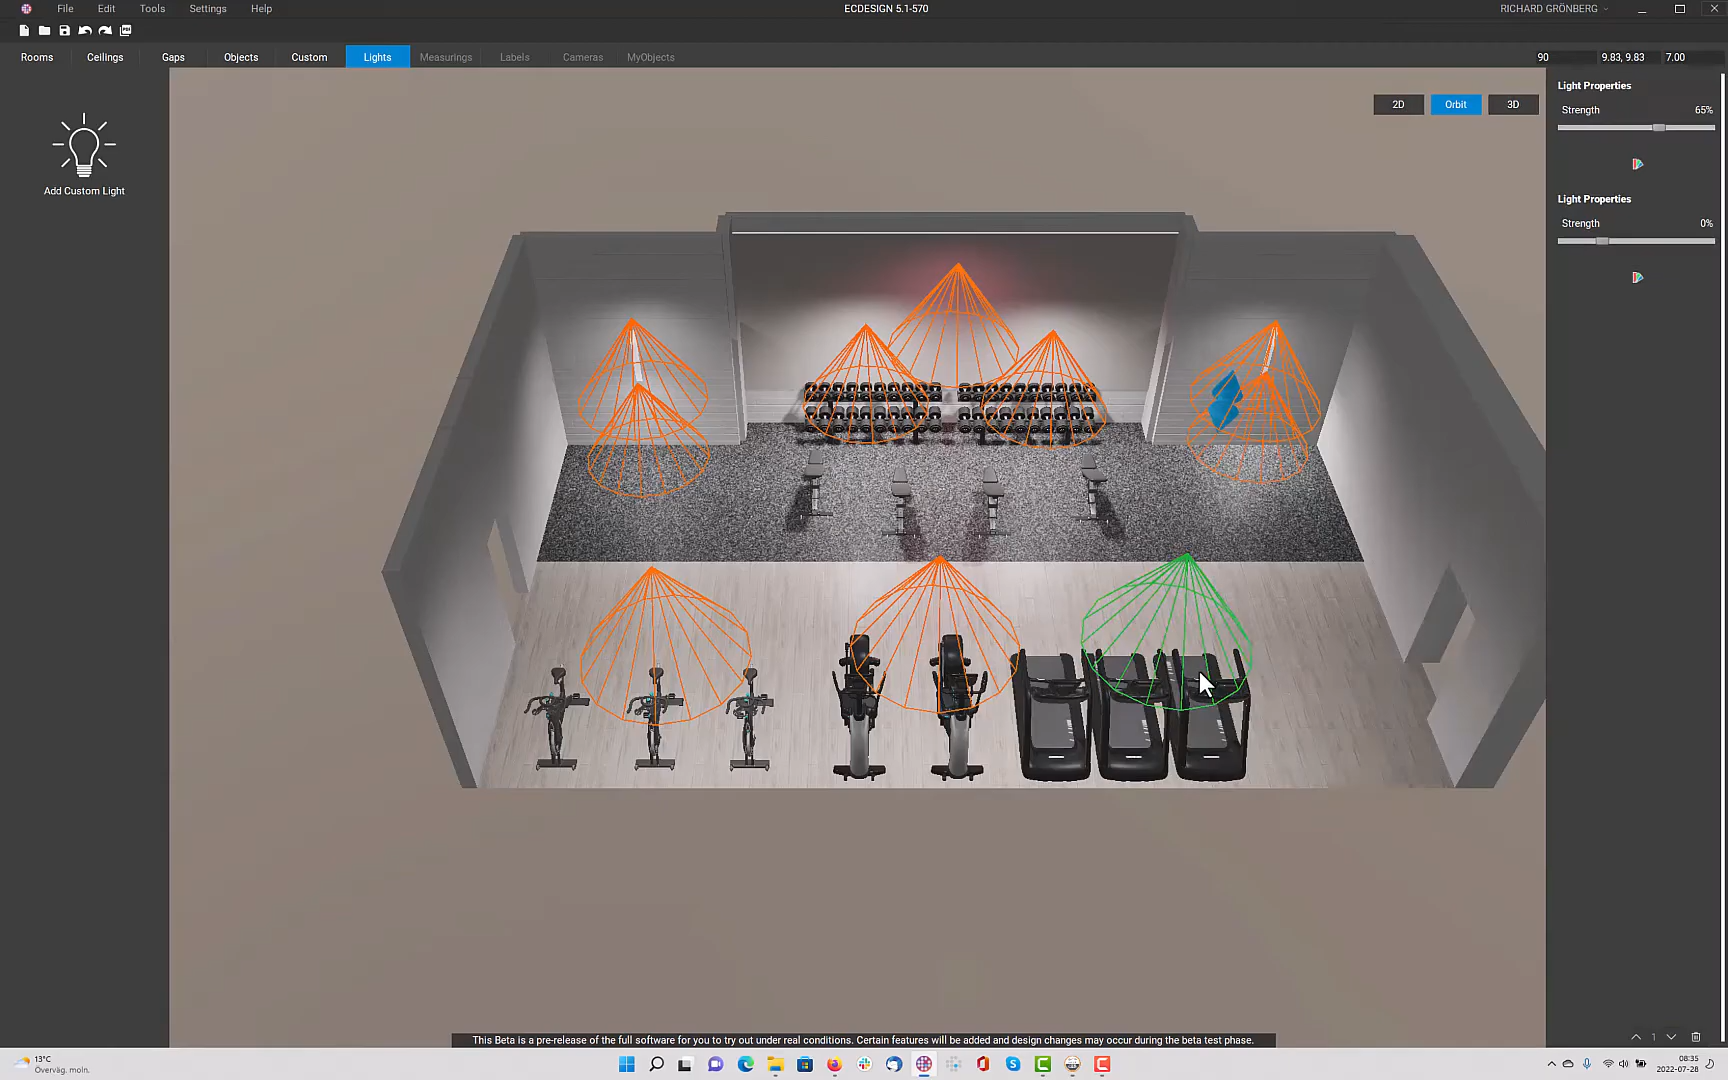 File Edit Tools Settings Help ECDESIGN 5.1-570 RICHARD GRÖNBERG
Rooms Ceilings Gaps Objects Custom Lights Measurings Labels Cameras MyObjects 90 9.83, 9.83 7.00
Add Custom Light
2D Orbit 3D
Light Properties
Strength 65%
Light Properties
Strength 0%
1
This Beta is a pre-release of the full software for you to try out under real conditions. Certain features will be added and design changes may occur during the beta test phase.
13°C
Överväg. moln.
08:35
2022-07-28